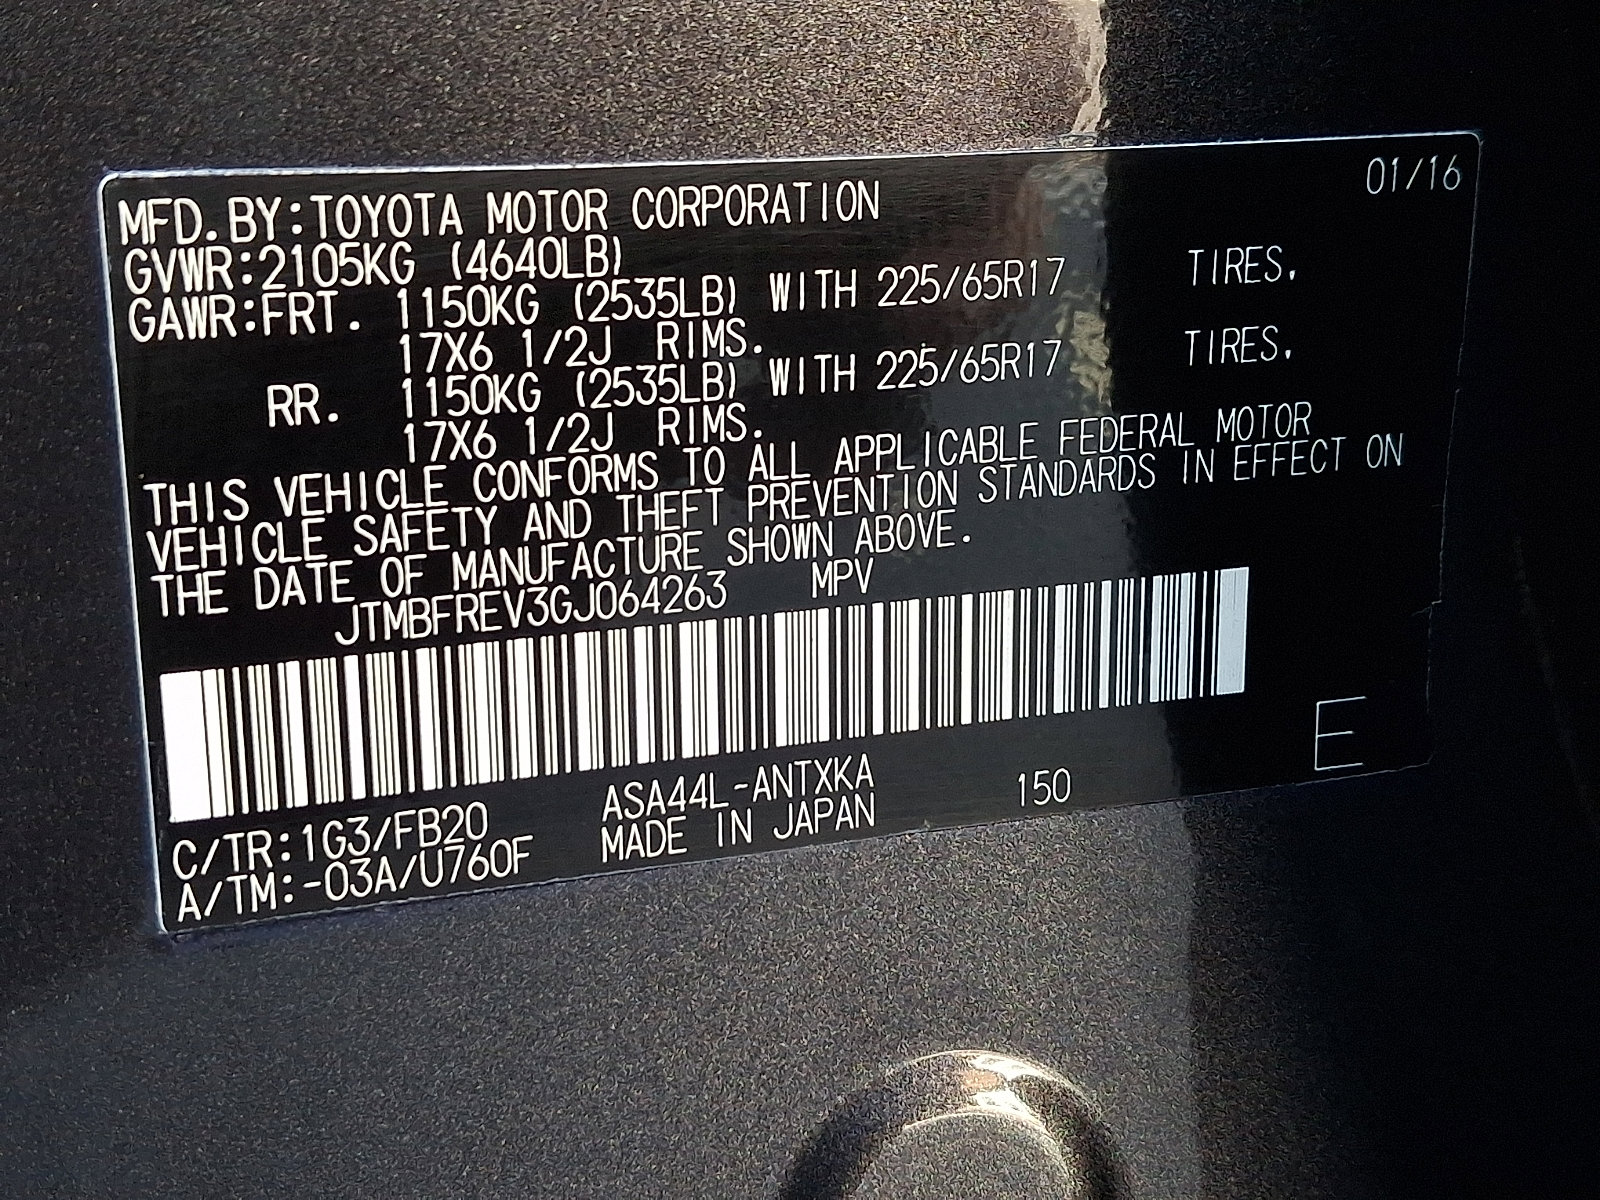 01/16
MFD.BY:TOYOTA MOTOR CORPORATION
GVWR:2105KG (4640LB)
GAWR:FRT. 1150KG (2535LB) WITH 225/65R17 TIRES.
17X6 1/2J RIMS.
RR. 1150KG (2535LB) WITH 225/65R17 TIRES.
17X6 1/2J RIMS.
THIS VEHICLE CONFORMS TO ALL APPLICABLE FEDERAL MOTOR
VEHICLE SAFETY AND THEFT PREVENTION STANDARDS IN EFFECT ON
THE DATE OF MANUFACTURE SHOWN ABOVE.
JTMBFREV3GJ064263 MPV
E
C/TR:1G3/FB20 ASA44L-ANTXKA 150
A/TM:-03A/U760F MADE IN JAPAN